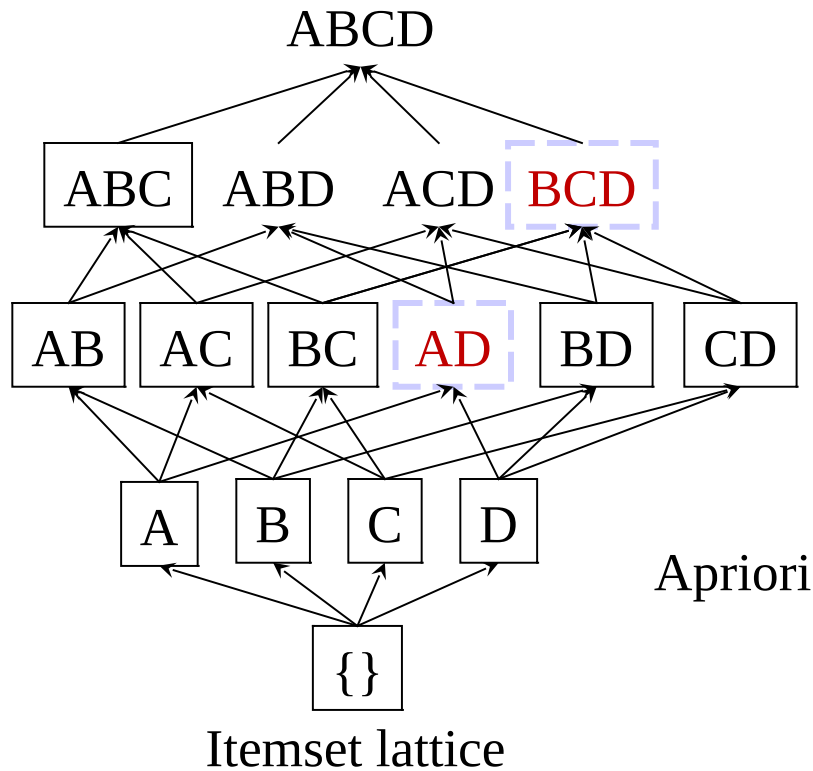 ABCD
ABC ABD ACD BCD
AB AC BC AD BD CD
A B C D
Apriori
{}
Itemset lattice